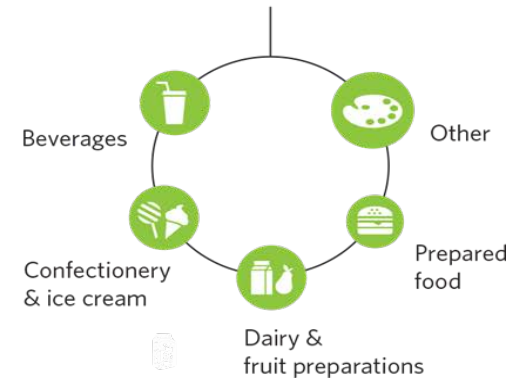 Beverages
Other
Confectionery
& ice cream
Prepared
food
Dairy &
fruit preparations